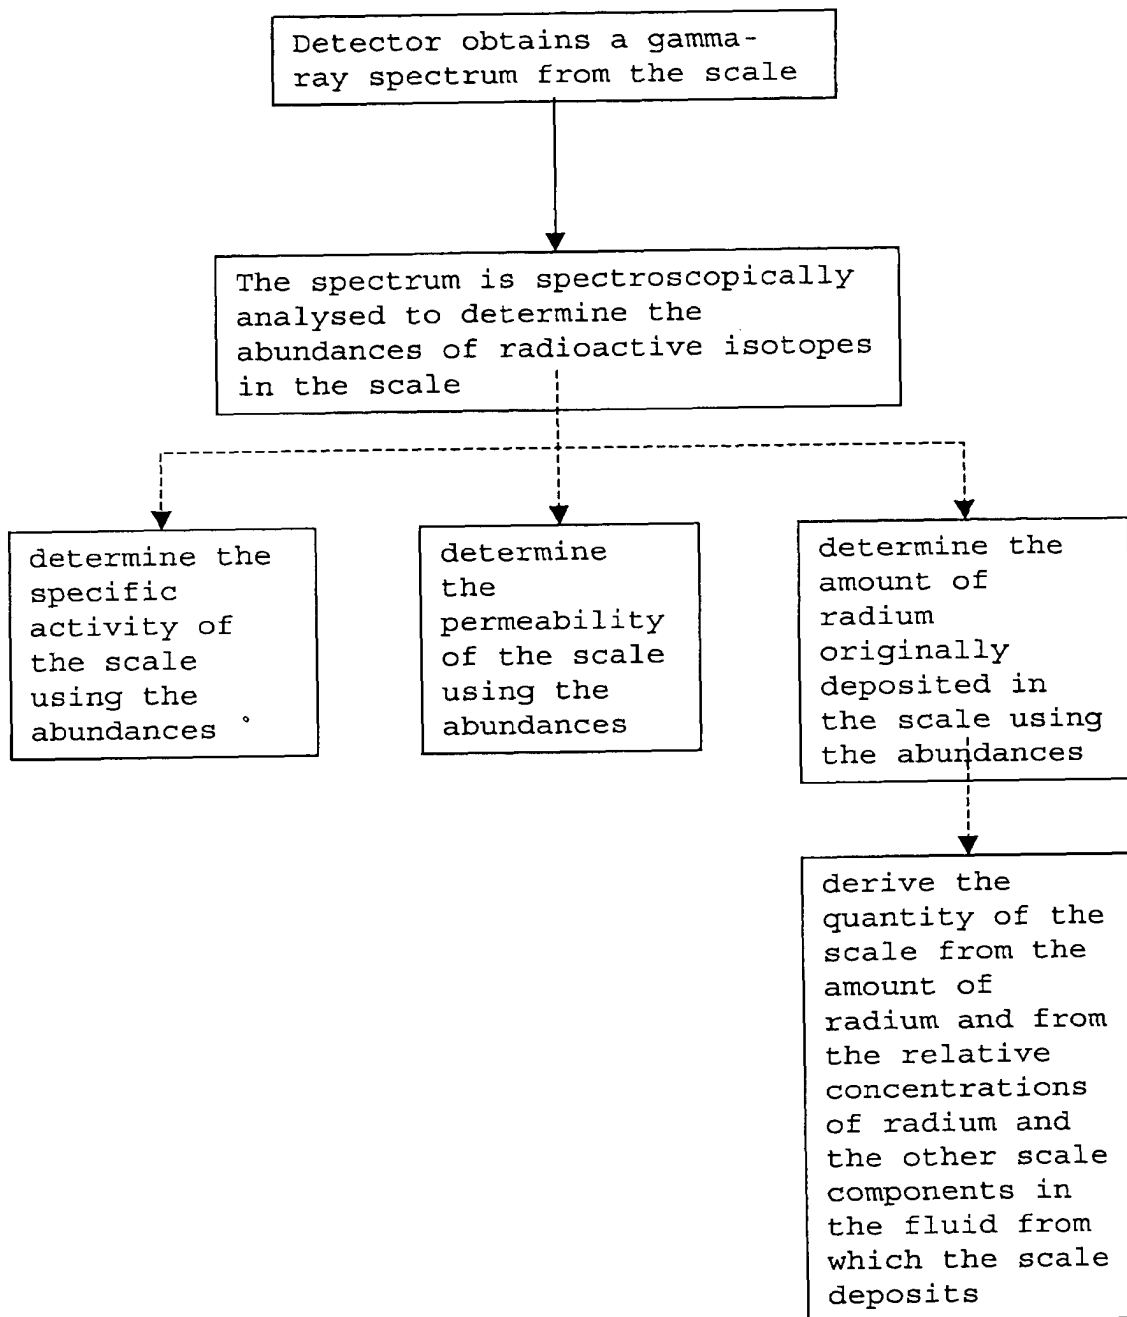 Detector obtains a gamma-
ray spectrum from the scale
The spectrum is spectroscopically
analysed to determine the
abundances of radioactive isotopes
in the scale
determine the
specific
activity of
the scale
using the
abundances
determine
the
permeability
of the scale
using the
abundances
determine the
amount of
radium
originally
deposited in
the scale using
the abundances
derive the
quantity of the
scale from the
amount of
radium and from
the relative
concentrations
of radium and
the other scale
components in
the fluid from
which the scale
deposits